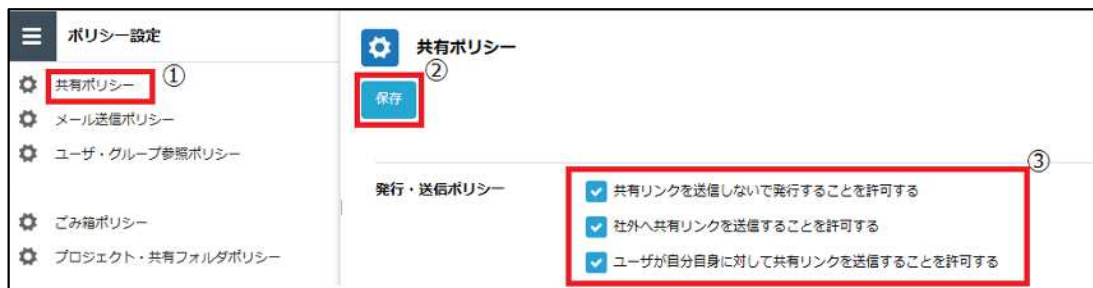 ポリシー設定
共有ポリシー ①
メール送信ポリシー
ユーザ・グループ参照ポリシー
ごみ箱ポリシー
プロジェクト・共有フォルダポリシー
共有ポリシー
②
保存
③
発行・送信ポリシー
共有リンクを送信しないで発行することを許可する
社外へ共有リンクを送信することを許可する
ユーザが自分自身に対して共有リンクを送信することを許可する